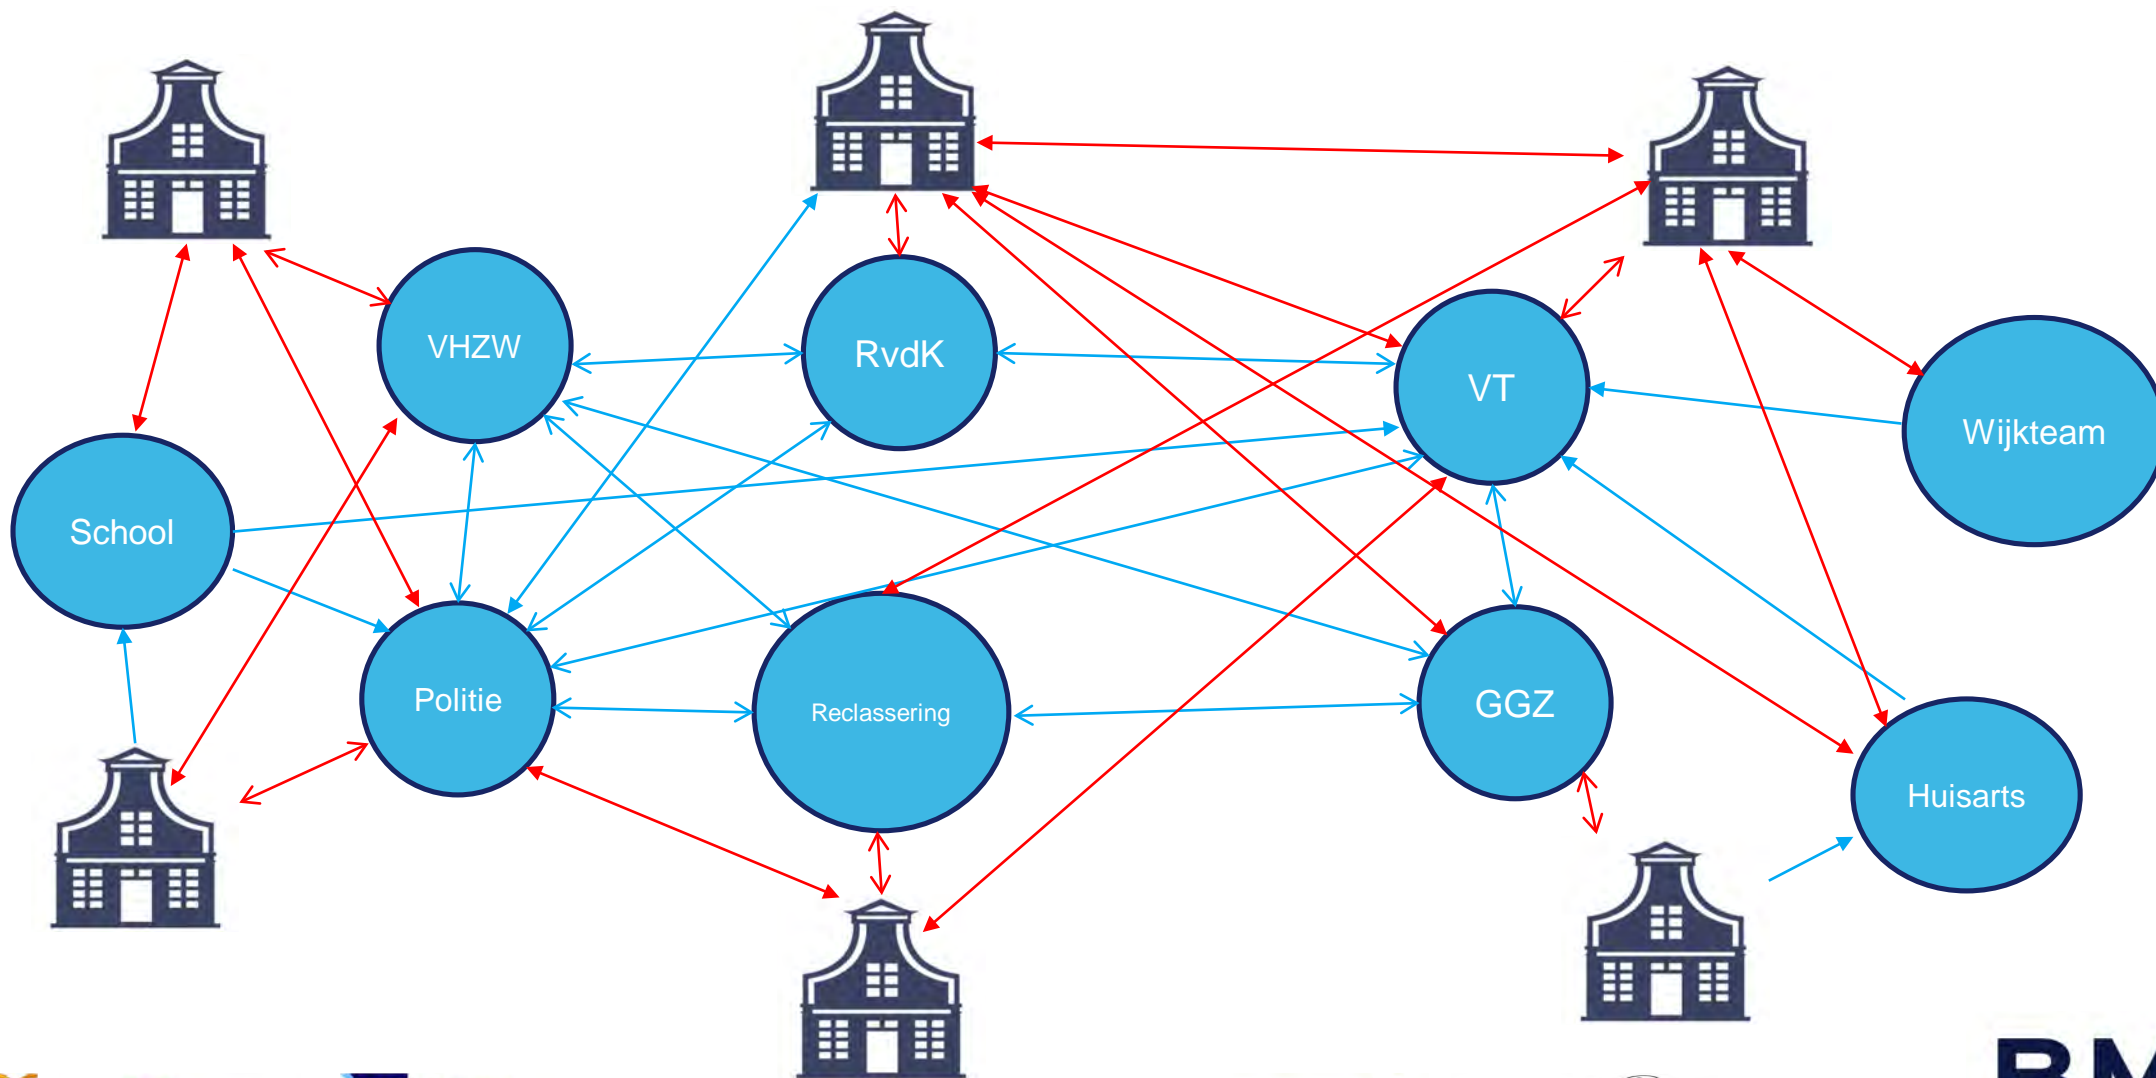 VHZW
RvdK
VT
Wijkteam
School
Politie
Reclassering
GGZ
Huisarts